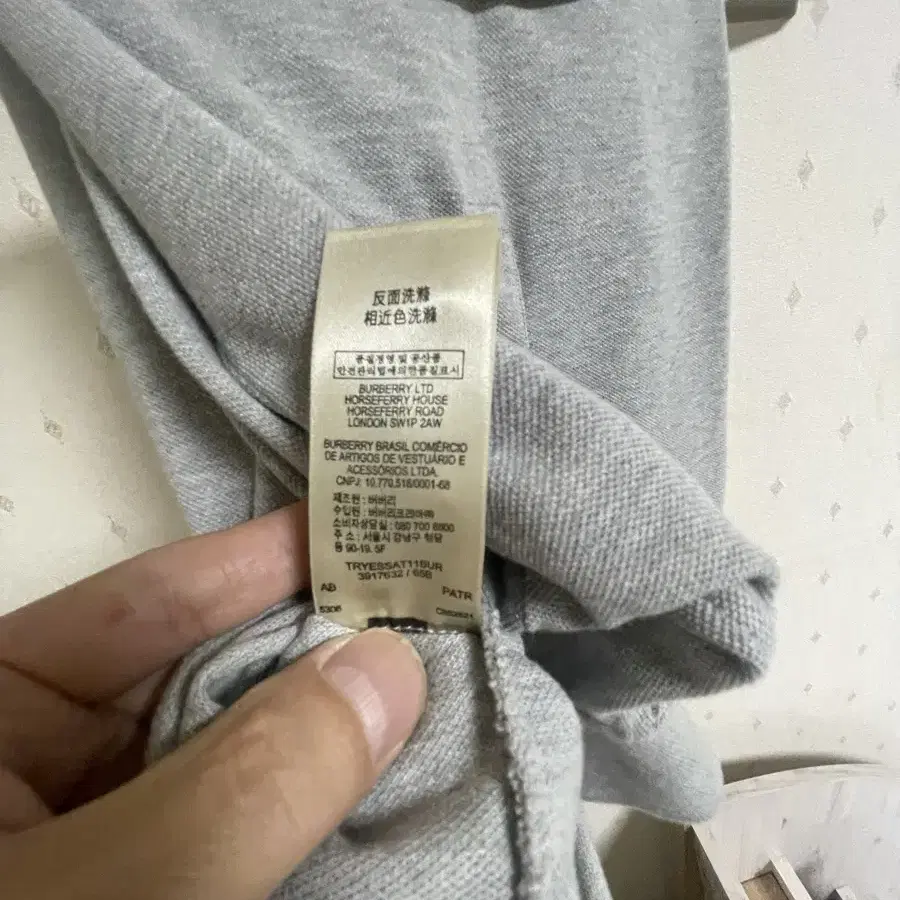 反面洗滌
相近色洗滌
품질경영 및 공산품
안전관리법에의한품질표시
BURBERRY LTD
HORSEFERRY HOUSE
HORSEFERRY ROAD
LONDON SW1P 2AW
BURBERRY BRASIL COMÉRCIO
DE ARTIGOS DE VESTUÁRIO E
ACESSÓRIOS LTDA.
CNPJ: 10.770.518/0001-68
제조원 : 버버리
수입원 : 버버리코리아㈜
소비자상담실 : 080 700 8800
주 소 : 서울시 강남구 청담
동 90-19. 5F
TRYESSAT11BUR
3917632 / 65B
AB PATR
5306